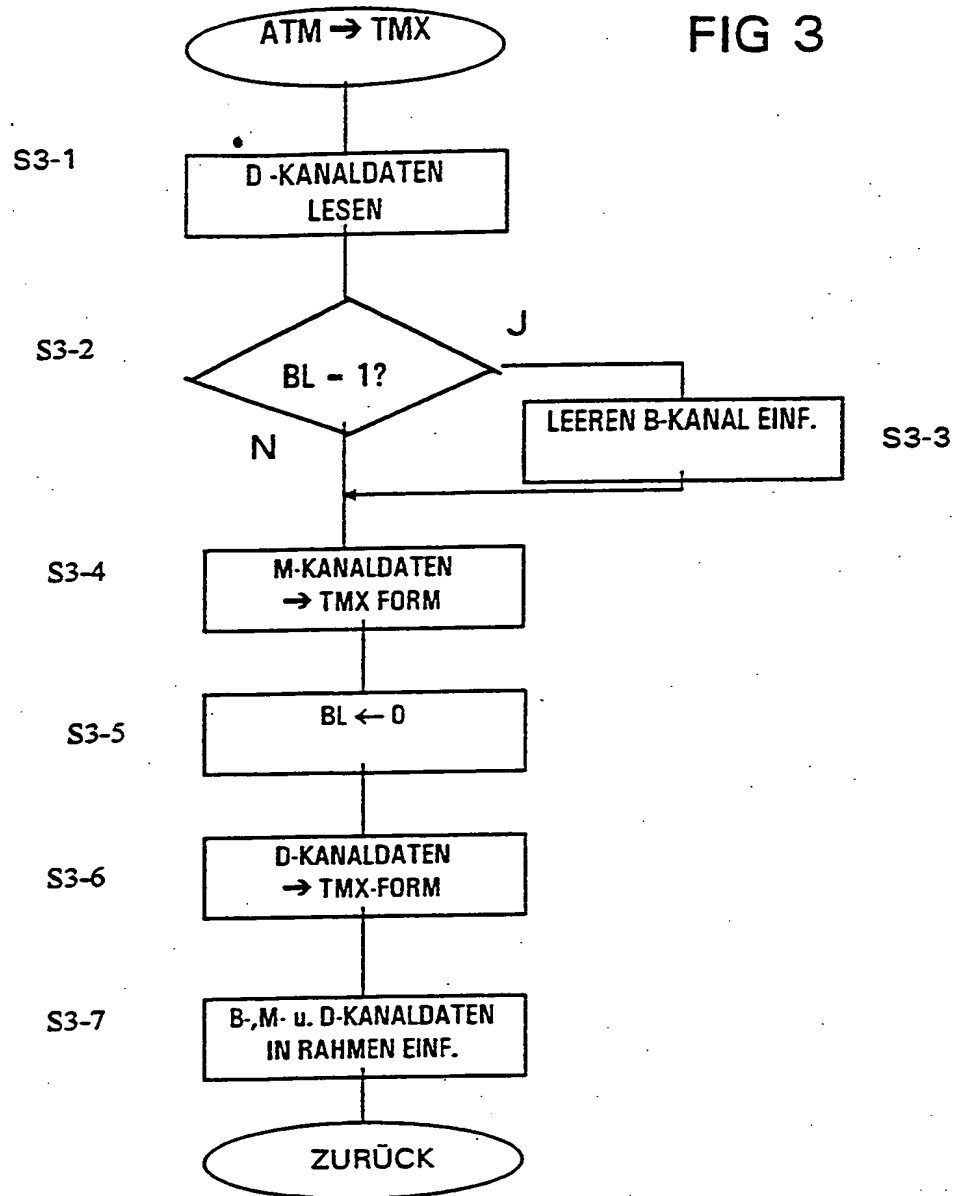 FIG 3
ATM → TMX
S3-1
D-KANALDATEN
LESEN
S3-2
BL - 1?
J
N
LEEREN B-KANAL EINF.
S3-3
S3-4
M-KANALDATEN
→ TMX FORM
S3-5
BL ← 0
S3-6
D-KANALDATEN
→ TMX-FORM
S3-7
B-,M- u. D-KANALDATEN
IN RAHMEN EINF.
ZURÜCK